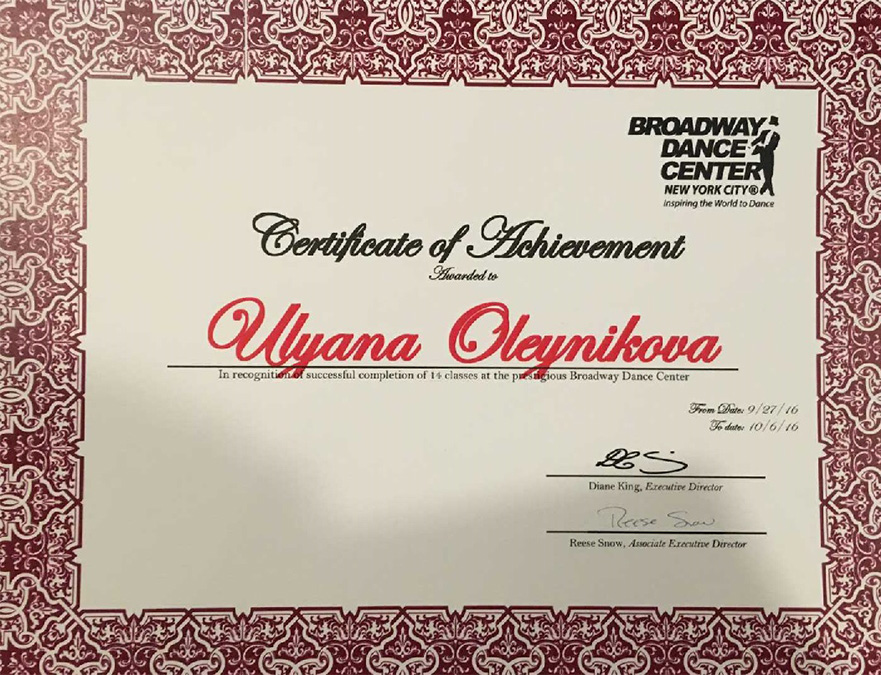 BROADWAY
DANCE
CENTER
NEW YORK CITY®
Inspiring the World to Dance
Certificate of Achievement
Awarded to
Ulyana Oleynikova
In recognition of successful completion of 14 classes at the prestigious Broadway Dance Center
From Date: 9/27/16
To date: 10/6/16
Diane King, Executive Director
Reese Snow
Reese Snow, Associate Executive Director